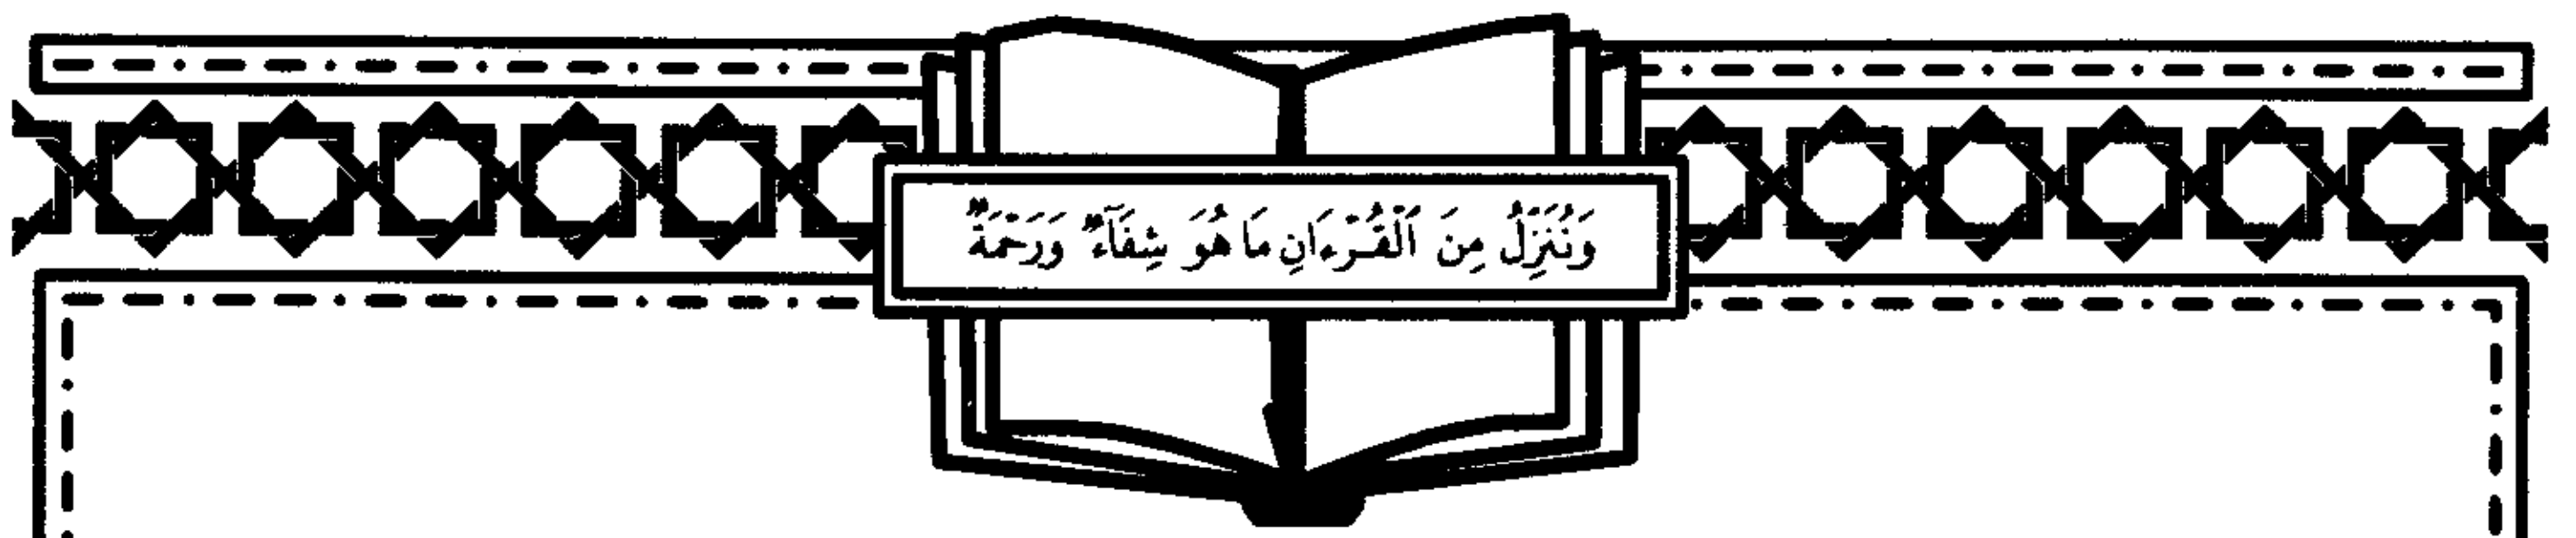 وَنُنَزِّلُ مِنَ ٱلْقُرْءَانِ مَا هُوَ شِفَآءٌ وَرَحْمَةٌ